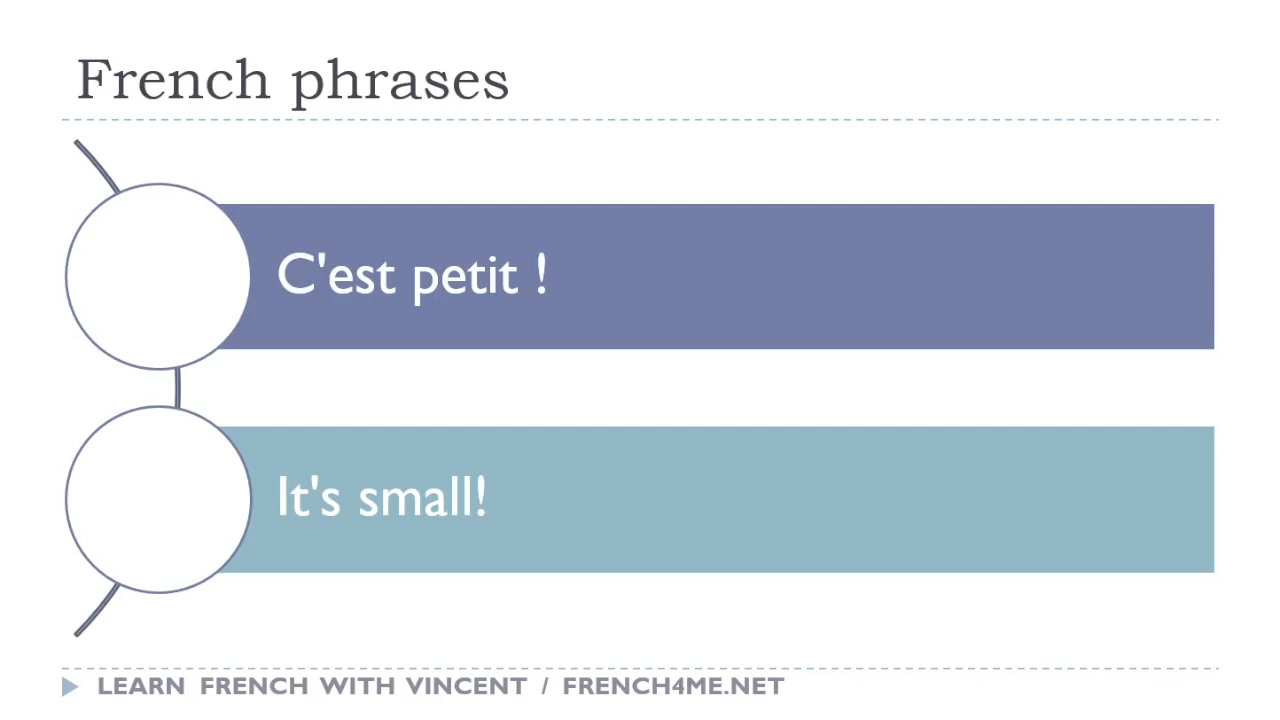 French phrases
C'est petit !
It's small!
LEARN FRENCH WITH VINCENT / FRENCH4ME.NET